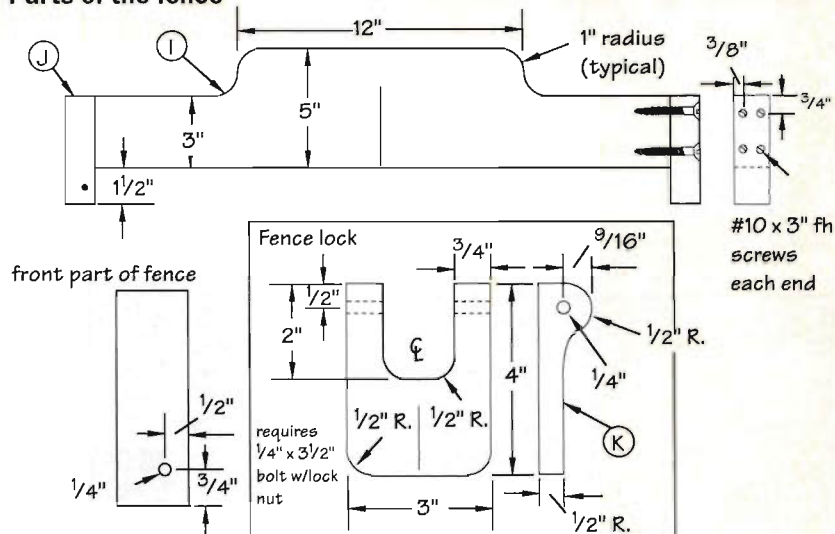 Parts of the fence
12"
J
I
1" radius
(typical)
3/8"
3/4"
3"
5"
1 1/2"
#10 x 3" fh
screws
each end
front part of fence
1/2"
1/4"
3/4"
Fence lock
3/4"
9/16"
1/2"
2"
℄
4"
1/2" R.
1/4"
1/2" R.
1/2" R.
K
requires
1/4" x 3 1/2"
bolt w/lock
nut
3"
1/2" R.